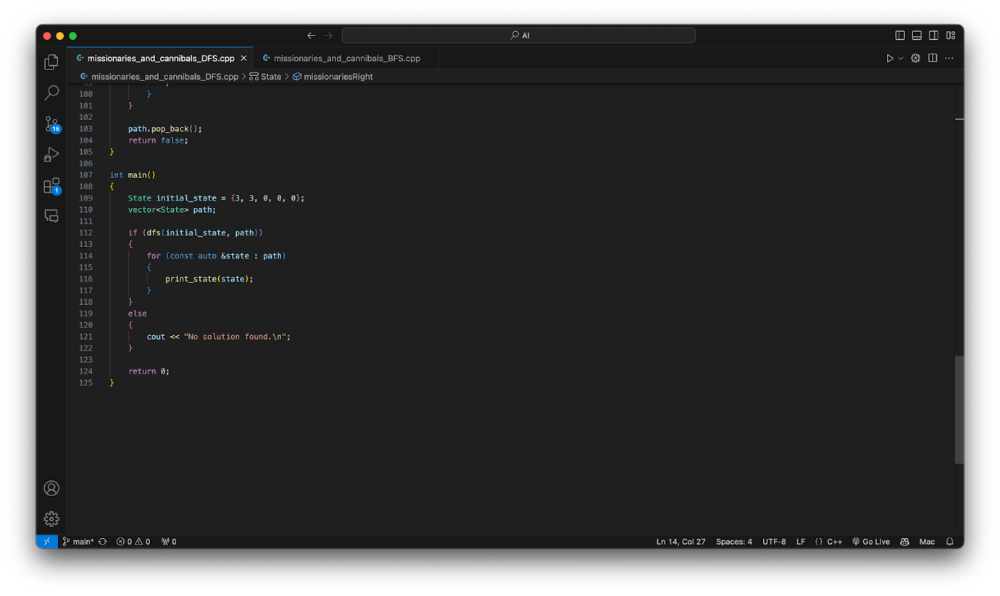 AI
missionaries_and_cannibals_DFS.cpp
missionaries_and_cannibals_BFS.cpp
missionaries_and_cannibals_DFS.cpp > State > missionariesRight
100 }
101 }
102
103 path.pop_back();
104 return false;
105 }
106
107 int main()
108 {
109 State initial_state = {3, 3, 0, 0, 0};
110 vector<State> path;
111
112 if (dfs(initial_state, path))
113 {
114 for (const auto &state : path)
115 {
116 print_state(state);
117 }
118 }
119 else
120 {
121 cout << "No solution found.\n";
122 }
123
124 return 0;
125 }
15
1
main* 0 0 0 Ln 14, Col 27 Spaces: 4 UTF-8 LF {} C++ Go Live Mac